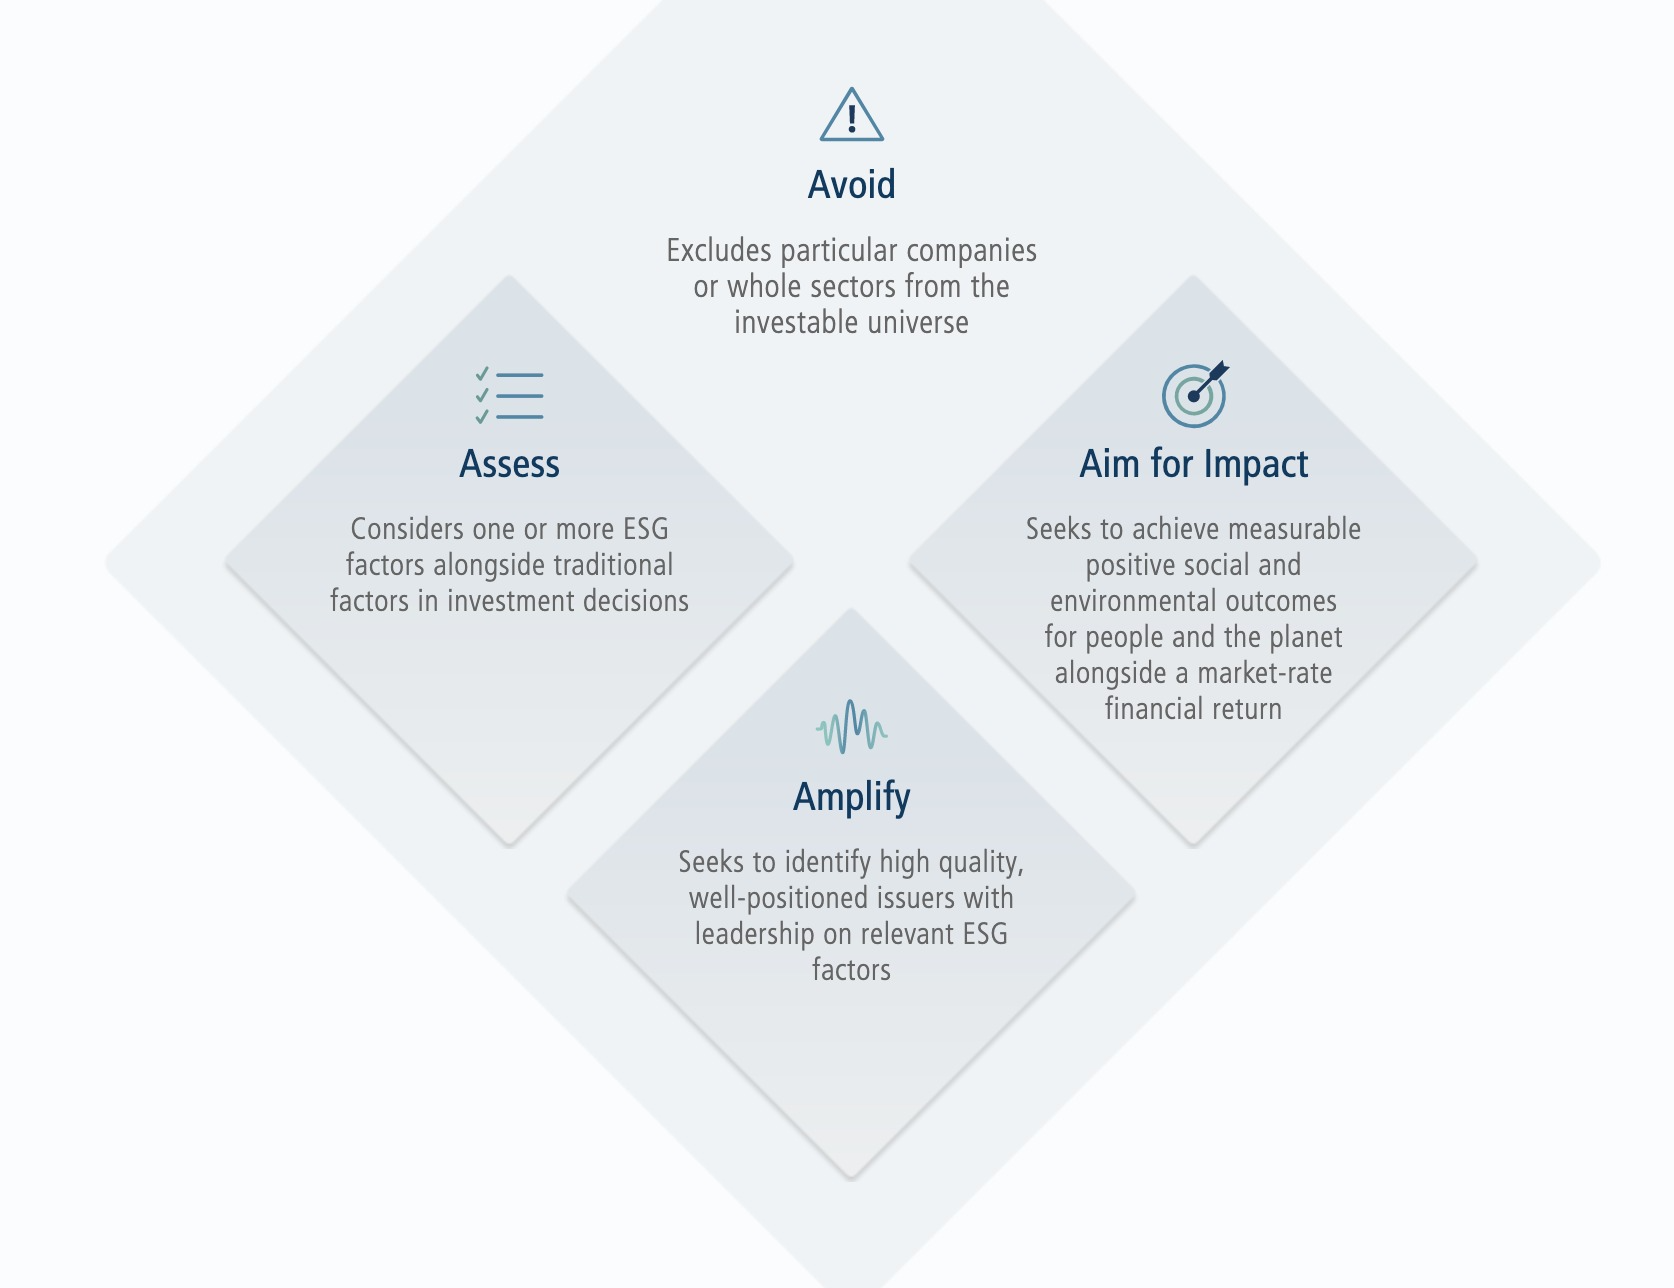 !
Avoid
Excludes particular companies
or whole sectors from the
investable universe
Assess
Considers one or more ESG
factors alongside traditional
factors in investment decisions
Aim for Impact
Seeks to achieve measurable
positive social and
environmental outcomes
for people and the planet
alongside a market-rate
financial return
Amplify
Seeks to identify high quality,
well-positioned issuers with
leadership on relevant ESG
factors